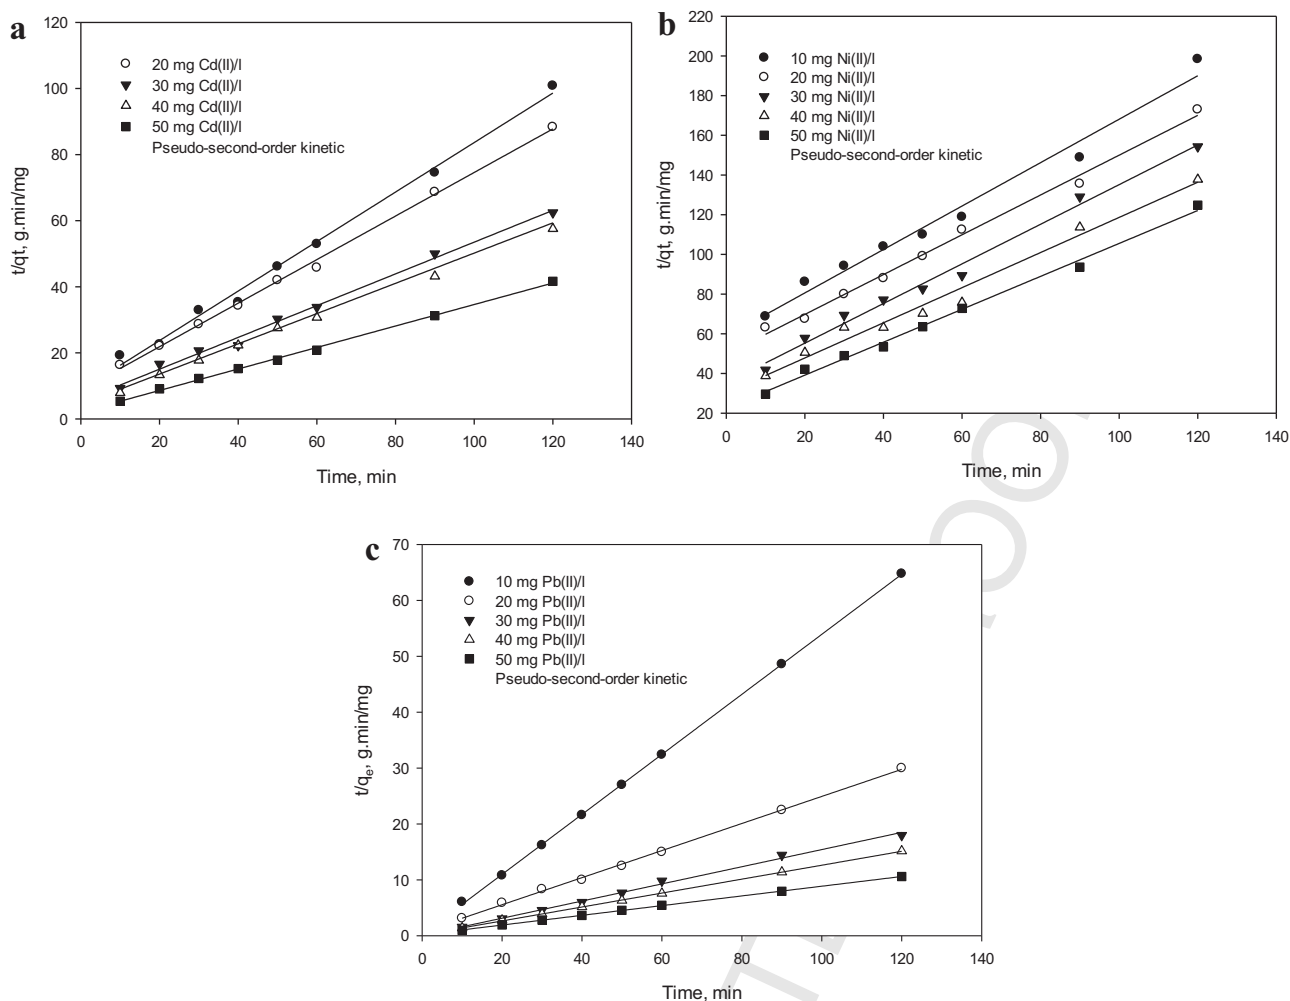 a
120
100
80
60
40
20
0
t/qt, g.min/mg
20 mg Cd(II)/l
30 mg Cd(II)/l
40 mg Cd(II)/l
50 mg Cd(II)/l
Pseudo-second-order kinetic
0 20 40 60 80 100 120 140
Time, min
b
220
200
180
160
140
120
100
80
60
40
20
t/qt, g.min/mg
10 mg Ni(II)/l
20 mg Ni(II)/l
30 mg Ni(II)/l
40 mg Ni(II)/l
50 mg Ni(II)/l
Pseudo-second-order kinetic
0 20 40 60 80 100 120 140
Time, min
c
70
60
50
40
30
20
10
0
t/qe, g.min/mg
10 mg Pb(II)/l
20 mg Pb(II)/l
30 mg Pb(II)/l
40 mg Pb(II)/l
50 mg Pb(II)/l
Pseudo-second-order kinetic
0 20 40 60 80 100 120 140
Time, min